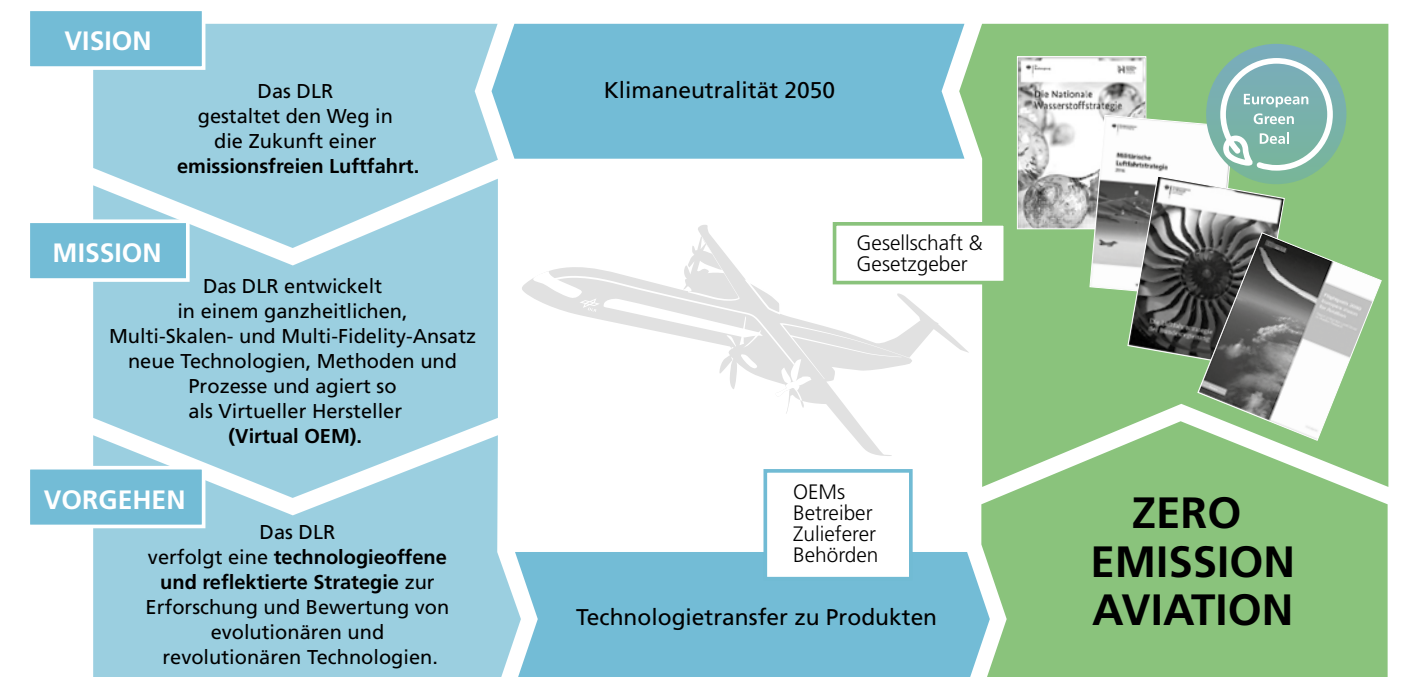 VISION
Das DLR
gestaltet den Weg in
die Zukunft einer
emissionsfreien Luftfahrt.
MISSION
Das DLR entwickelt
in einem ganzheitlichen,
Multi-Skalen- und Multi-Fidelity-Ansatz
neue Technologien, Methoden und
Prozesse und agiert so
als Virtueller Hersteller
(Virtual OEM).
VORGEHEN
Das DLR
verfolgt eine technologieoffene
und reflektierte Strategie zur
Erforschung und Bewertung von
evolutionären und
revolutionären Technologien.
Klimaneutralität 2050
Gesellschaft &
Gesetzgeber
OEMs
Betreiber
Zulieferer
Behörden
Technologietransfer zu Produkten
Die Nationale
Wasserstoffstrategie
Militärische
Luftfahrtstrategie
2016
European
Green
Deal
ZERO
EMISSION
AVIATION